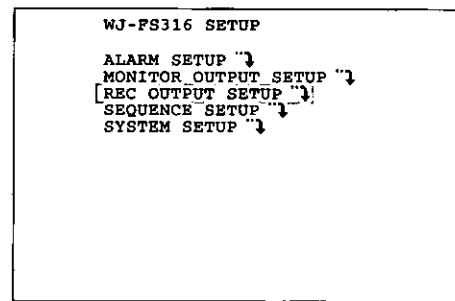 WJ-FS316 SETUP
ALARM SETUP ⤵
MONITOR OUTPUT SETUP ⤵
REC OUTPUT SETUP ⤵
SEQUENCE SETUP ⤵
SYSTEM SETUP ⤵